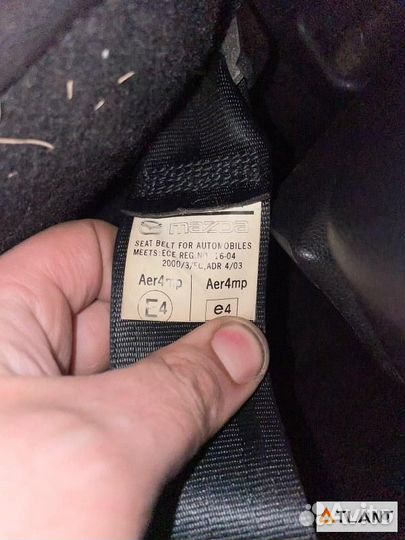 mazda
SEAT BELT FOR AUTOMOBILES
MEETS:ECE REG.NO. 16-04
2000/3/EC,ADR 4/03
Aer4mp Aer4mp
E4 e4
Avito
ATLANT